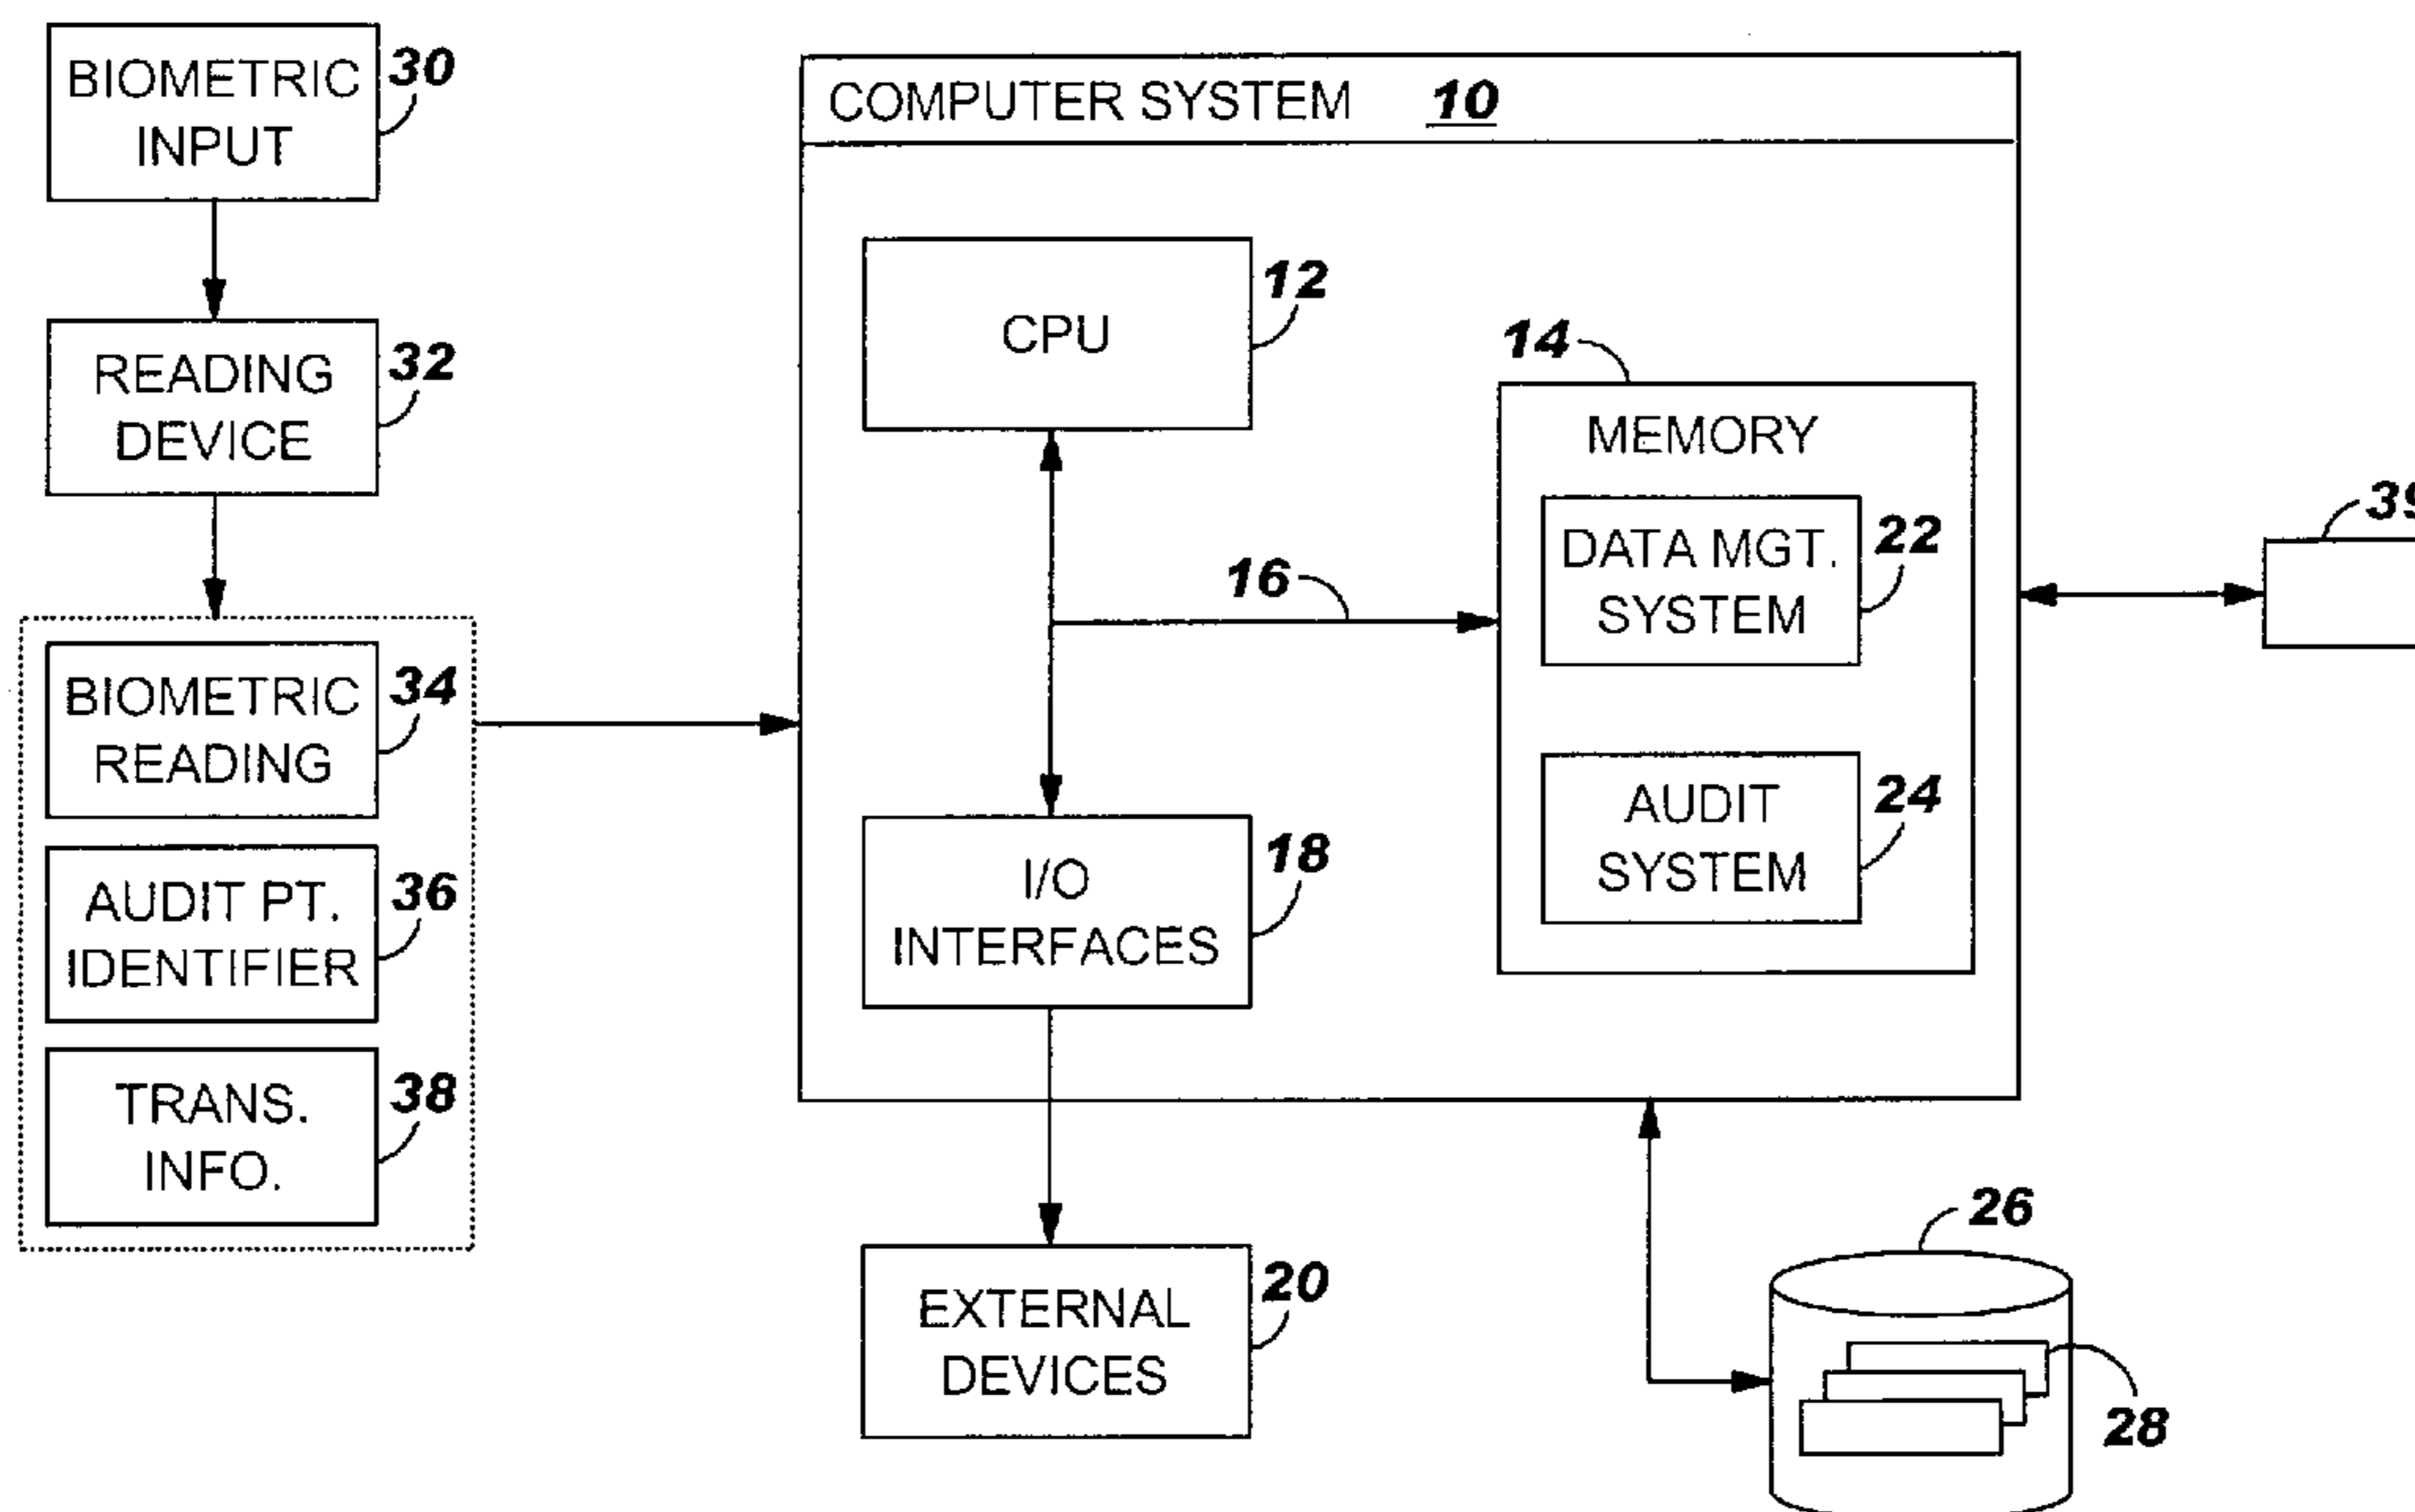 BIOMETRIC
INPUT
30
READING
DEVICE
32
BIOMETRIC
READING
34
AUDIT PT.
IDENTIFIER
36
TRANS.
INFO.
38
COMPUTER SYSTEM 10
CPU
12
14
MEMORY
DATA MGT.
SYSTEM
22
16
AUDIT
SYSTEM
24
I/O
INTERFACES
18
EXTERNAL
DEVICES
20
39
26
28